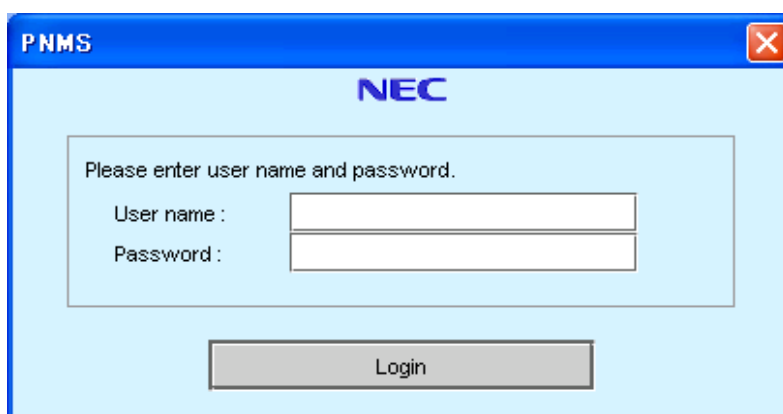 PNMS
NEC
Please enter user name and password.
User name :
Password :
Login